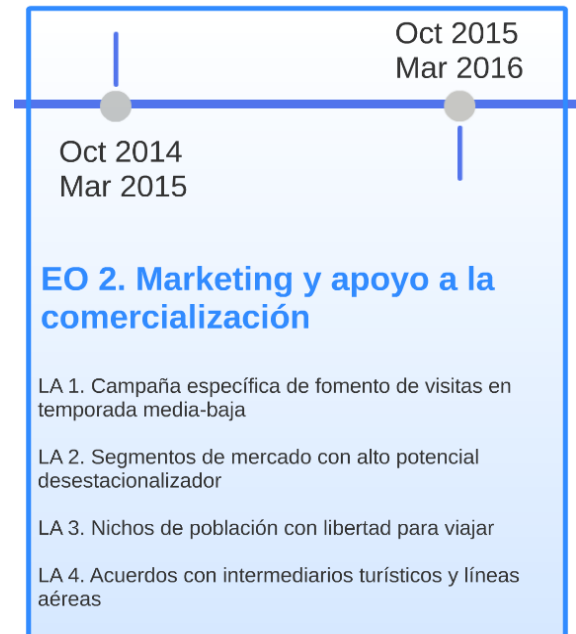 Oct 2015
Mar 2016
Oct 2014
Mar 2015
EO 2. Marketing y apoyo a la
comercialización
LA 1. Campaña específica de fomento de visitas en
temporada media-baja
LA 2. Segmentos de mercado con alto potencial
desestacionalizador
LA 3. Nichos de población con libertad para viajar
LA 4. Acuerdos con intermediarios turísticos y líneas
aéreas